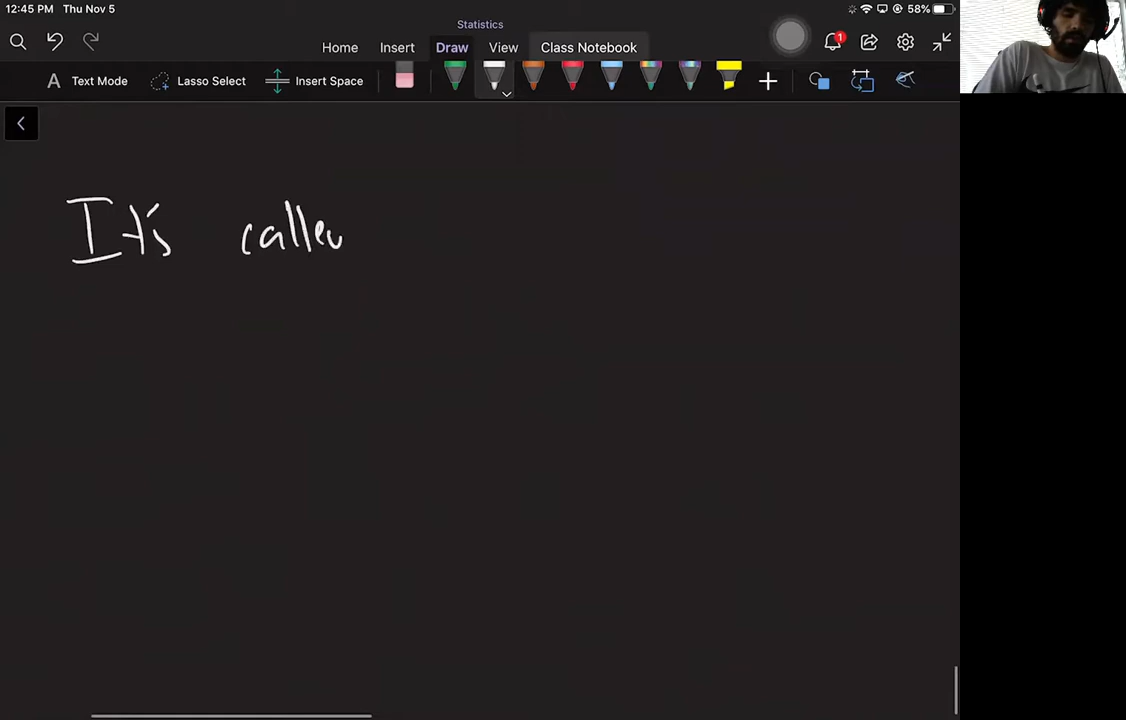 12:45 PM Thu Nov 5
58%
Statistics
Home Insert Draw View Class Notebook
1
A Text Mode Lasso Select Insert Space
It's